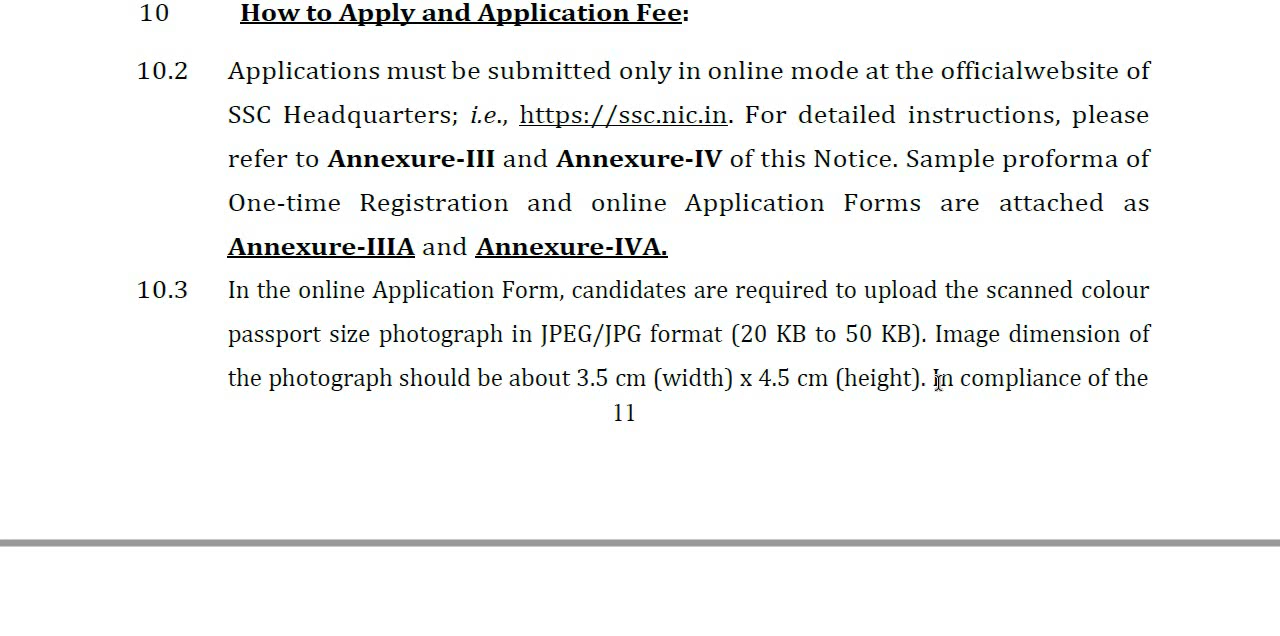 10 How to Apply and Application Fee:
10.2 Applications must be submitted only in online mode at the officialwebsite of
SSC Headquarters; i.e., https://ssc.nic.in. For detailed instructions, please
refer to Annexure-III and Annexure-IV of this Notice. Sample proforma of
One-time Registration and online Application Forms are attached as
Annexure-IIIA and Annexure-IVA.
10.3 In the online Application Form, candidates are required to upload the scanned colour
passport size photograph in JPEG/JPG format (20 KB to 50 KB). Image dimension of
the photograph should be about 3.5 cm (width) x 4.5 cm (height). In compliance of the
11